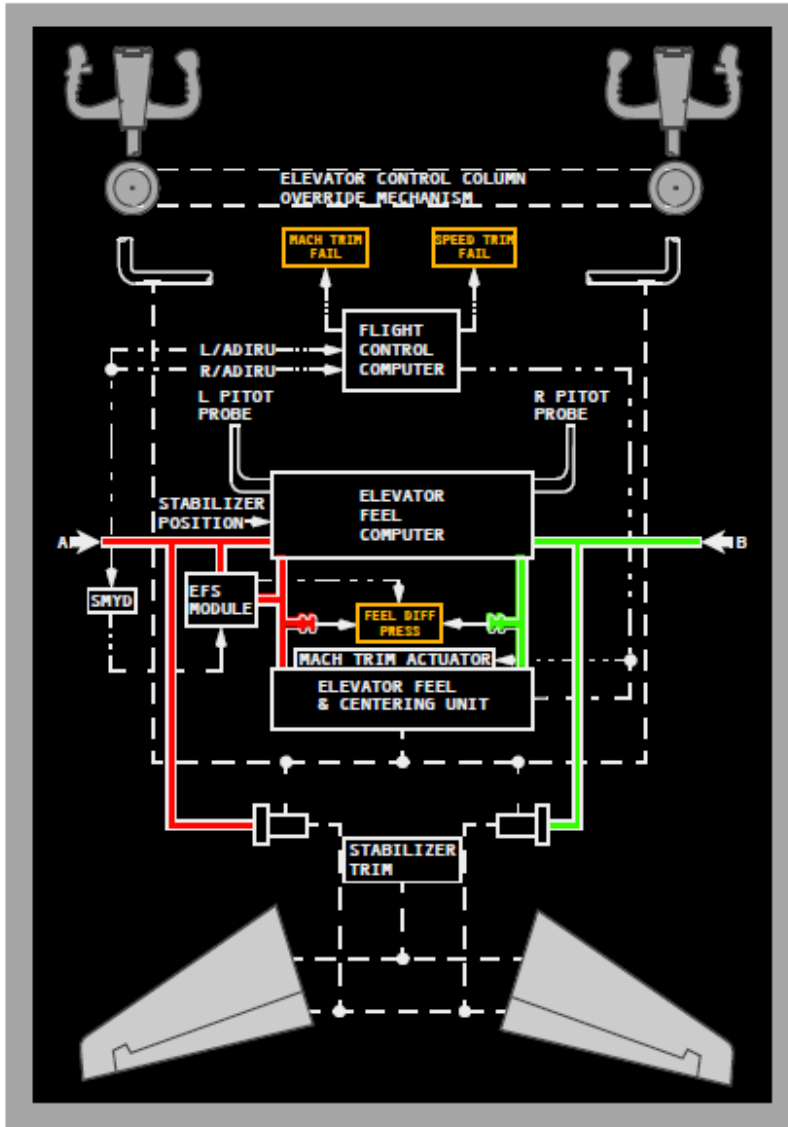 ELEVATOR CONTROL COLUMN
OVERRIDE MECHANISM
MACH TRIM
FAIL
SPEED TRIM
FAIL
FLIGHT
CONTROL
COMPUTER
L/ADIRU
R/ADIRU
L PITOT
PROBE
R PITOT
PROBE
ELEVATOR
FEEL
COMPUTER
STABILIZER
POSITION
A
B
SMYD
EFS
MODULE
FEEL DIFF
PRESS
MACH TRIM ACTUATOR
ELEVATOR FEEL
& CENTERING UNIT
STABILIZER
TRIM